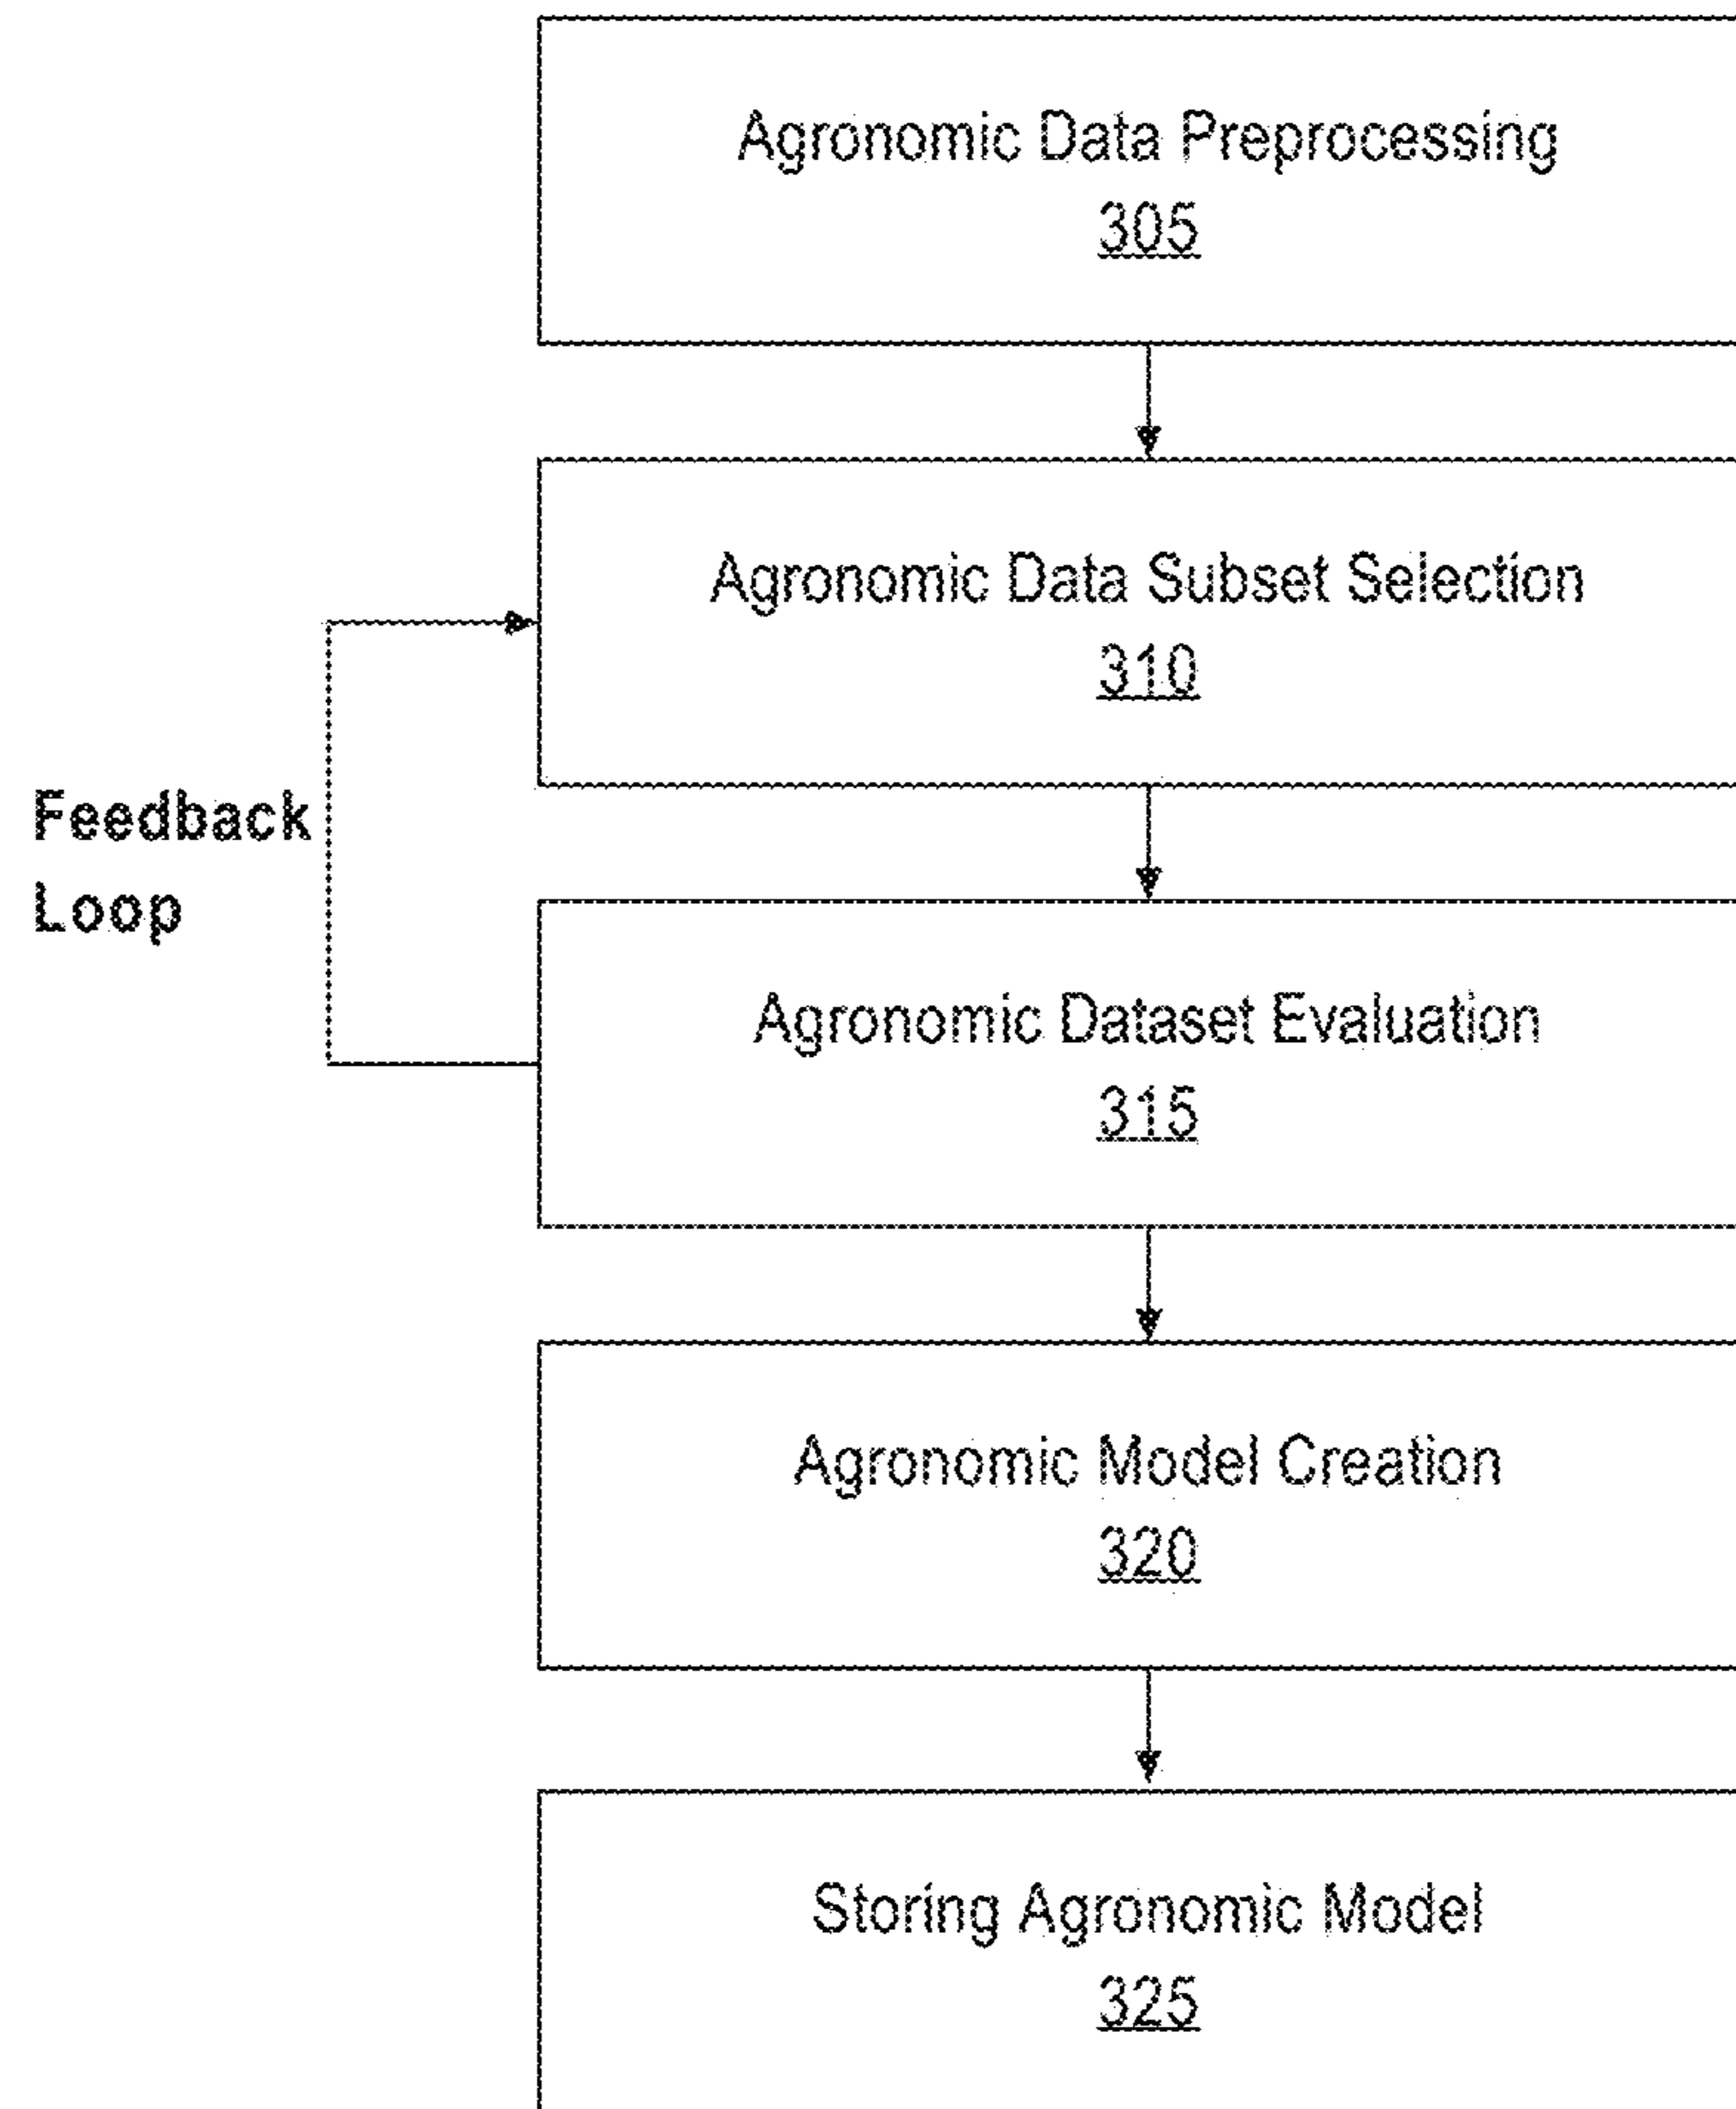 Agronomic Data Preprocessing
305
Agronomic Data Subset Selection
310
Feedback
Loop
Agronomic Dataset Evaluation
315
Agronomic Model Creation
320
Storing Agronomic Model
325